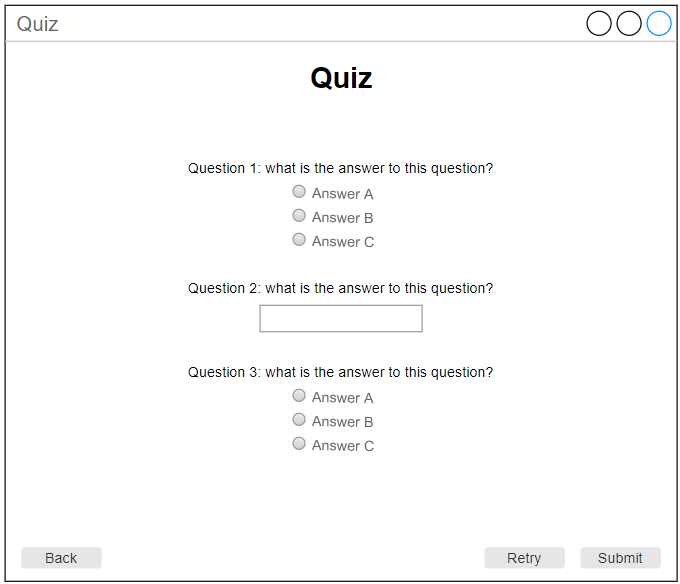 Quiz
Quiz
Question 1: what is the answer to this question?
Answer A
Answer B
Answer C
Question 2: what is the answer to this question?
Question 3: what is the answer to this question?
Answer A
Answer B
Answer C
Back
Retry
Submit